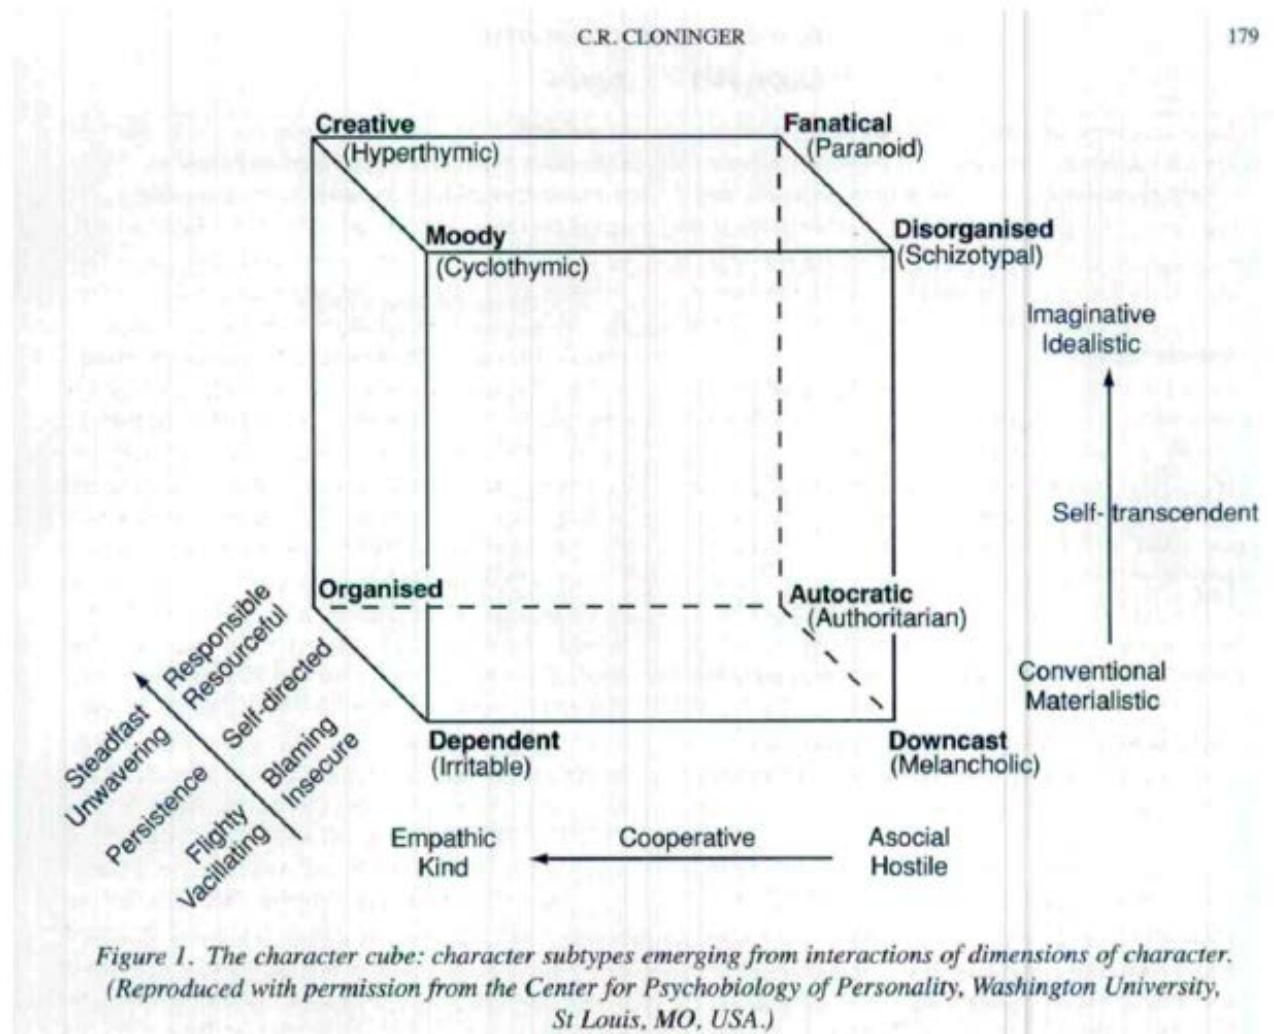 C.R. CLONINGER
179
Creative
(Hyperthymic)
Fanatical
(Paranoid)
Moody
(Cyclothymic)
Disorganised
(Schizotypal)
Imaginative
Idealistic
Self-transcendent
Conventional
Materialistic
Organised
Autocratic
(Authoritarian)
Responsible
Resourceful
Self-directed
Blaming
Insecure
Steadfast
Unwavering
Persistence
Flighty
Vacillating
Dependent
(Irritable)
Downcast
(Melancholic)
Empathic
Kind
Cooperative
Asocial
Hostile
Figure 1. The character cube: character subtypes emerging from interactions of dimensions of character.
(Reproduced with permission from the Center for Psychobiology of Personality, Washington University,
St Louis, MO, USA.)